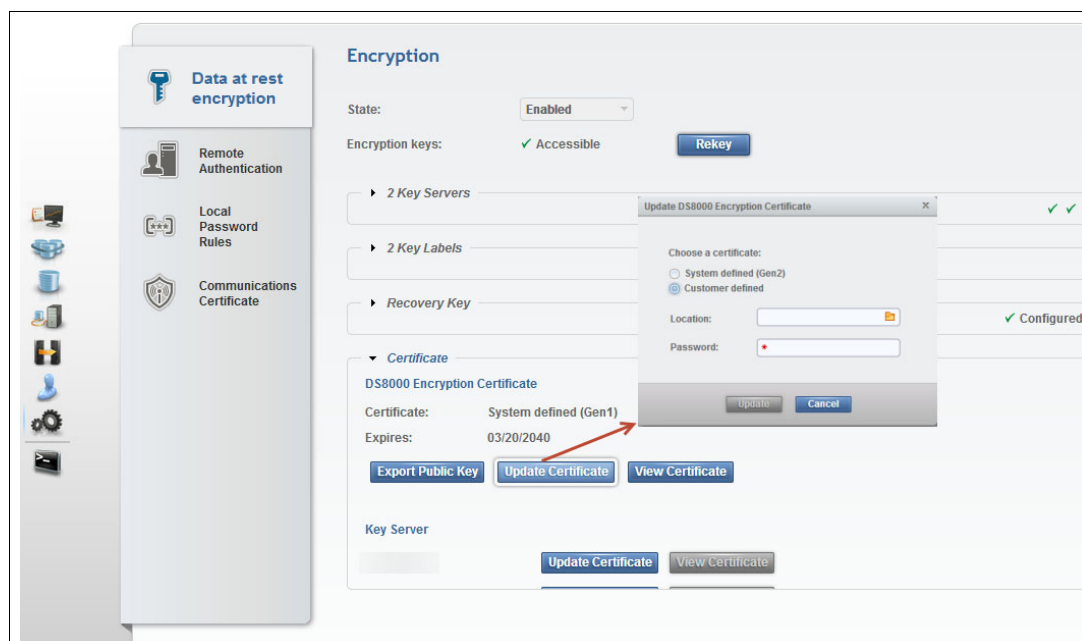 Data at rest
encryption
Remote
Authentication
Local
Password
Rules
Communications
Certificate
Encryption
State:
Enabled
Encryption keys:
Accessible
Rekey
2 Key Servers
2 Key Labels
Recovery Key
Configured
Certificate
DS8000 Encryption Certificate
Certificate:
System defined (Gen1)
Expires:
03/20/2040
Export Public Key
Update Certificate
View Certificate
Key Server
Update Certificate
View Certificate
Update DS8000 Encryption Certificate
Choose a certificate:
System defined (Gen2)
Customer defined
Location:
Password:
Update
Cancel